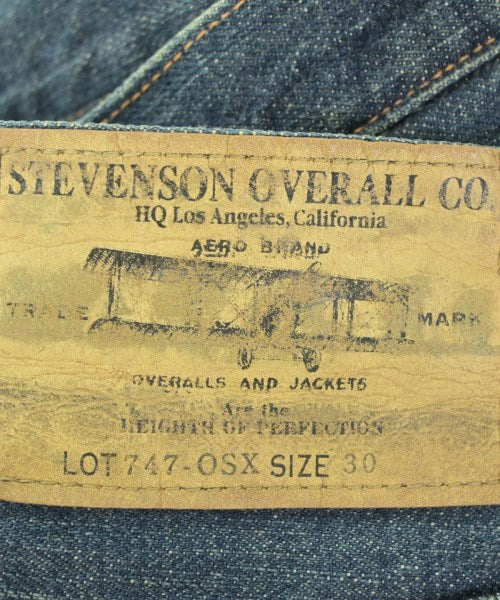 STEVENSON OVERALL CO.
HQ Los Angeles, California
AERO BRAND
TRADE MARK
OVERALLS AND JACKETS
Are the
HEIGHTH OF PERFECTION
LOT 747-OSX SIZE 30